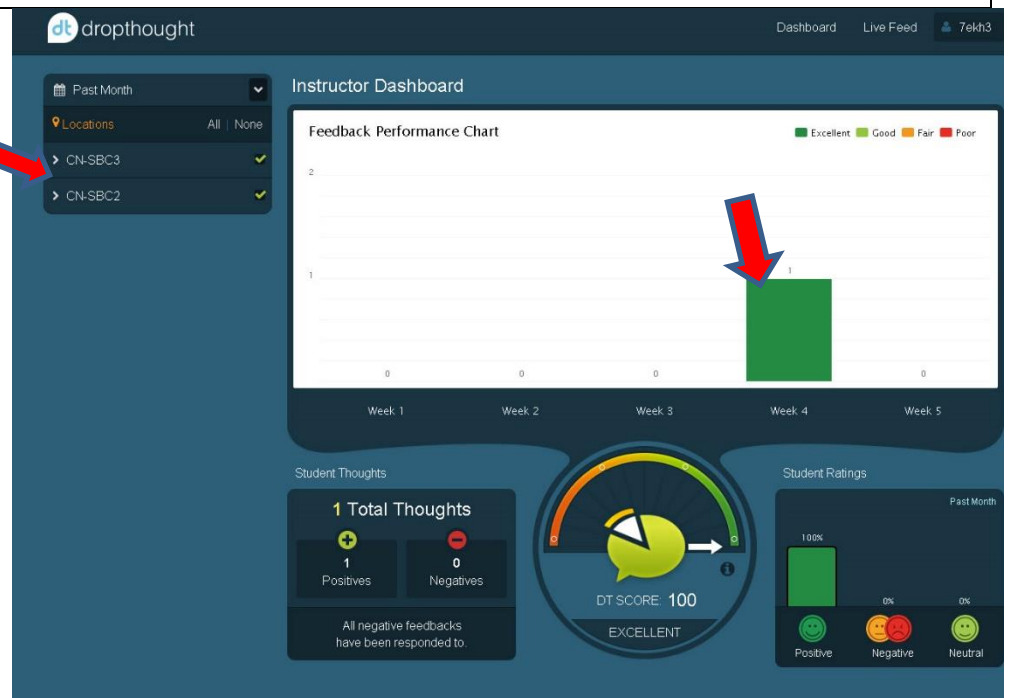 dt dropthought
Dashboard Live Feed 7ekh3
Past Month
Locations All | None
CN-SBC3
CN-SBC2
Instructor Dashboard
Feedback Performance Chart
Excellent Good Fair Poor
2
1
0 0 0 1 0
Week 1 Week 2 Week 3 Week 4 Week 5
Student Thoughts
1 Total Thoughts
1 0
Positives Negatives
All negative feedbacks
have been responded to.
DT SCORE: 100
EXCELLENT
Student Ratings
Past Month
100% 0% 0%
Positive Negative Neutral